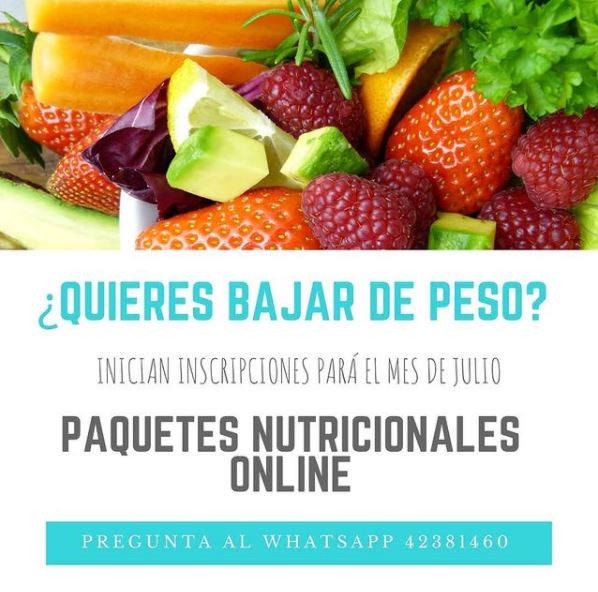 ¿QUIERES BAJAR DE PESO?
INICIAN INSCRIPCIONES PARÁ EL MES DE JULIO
PAQUETES NUTRICIONALES
ONLINE
PREGUNTA AL WHATSAPP 42381460